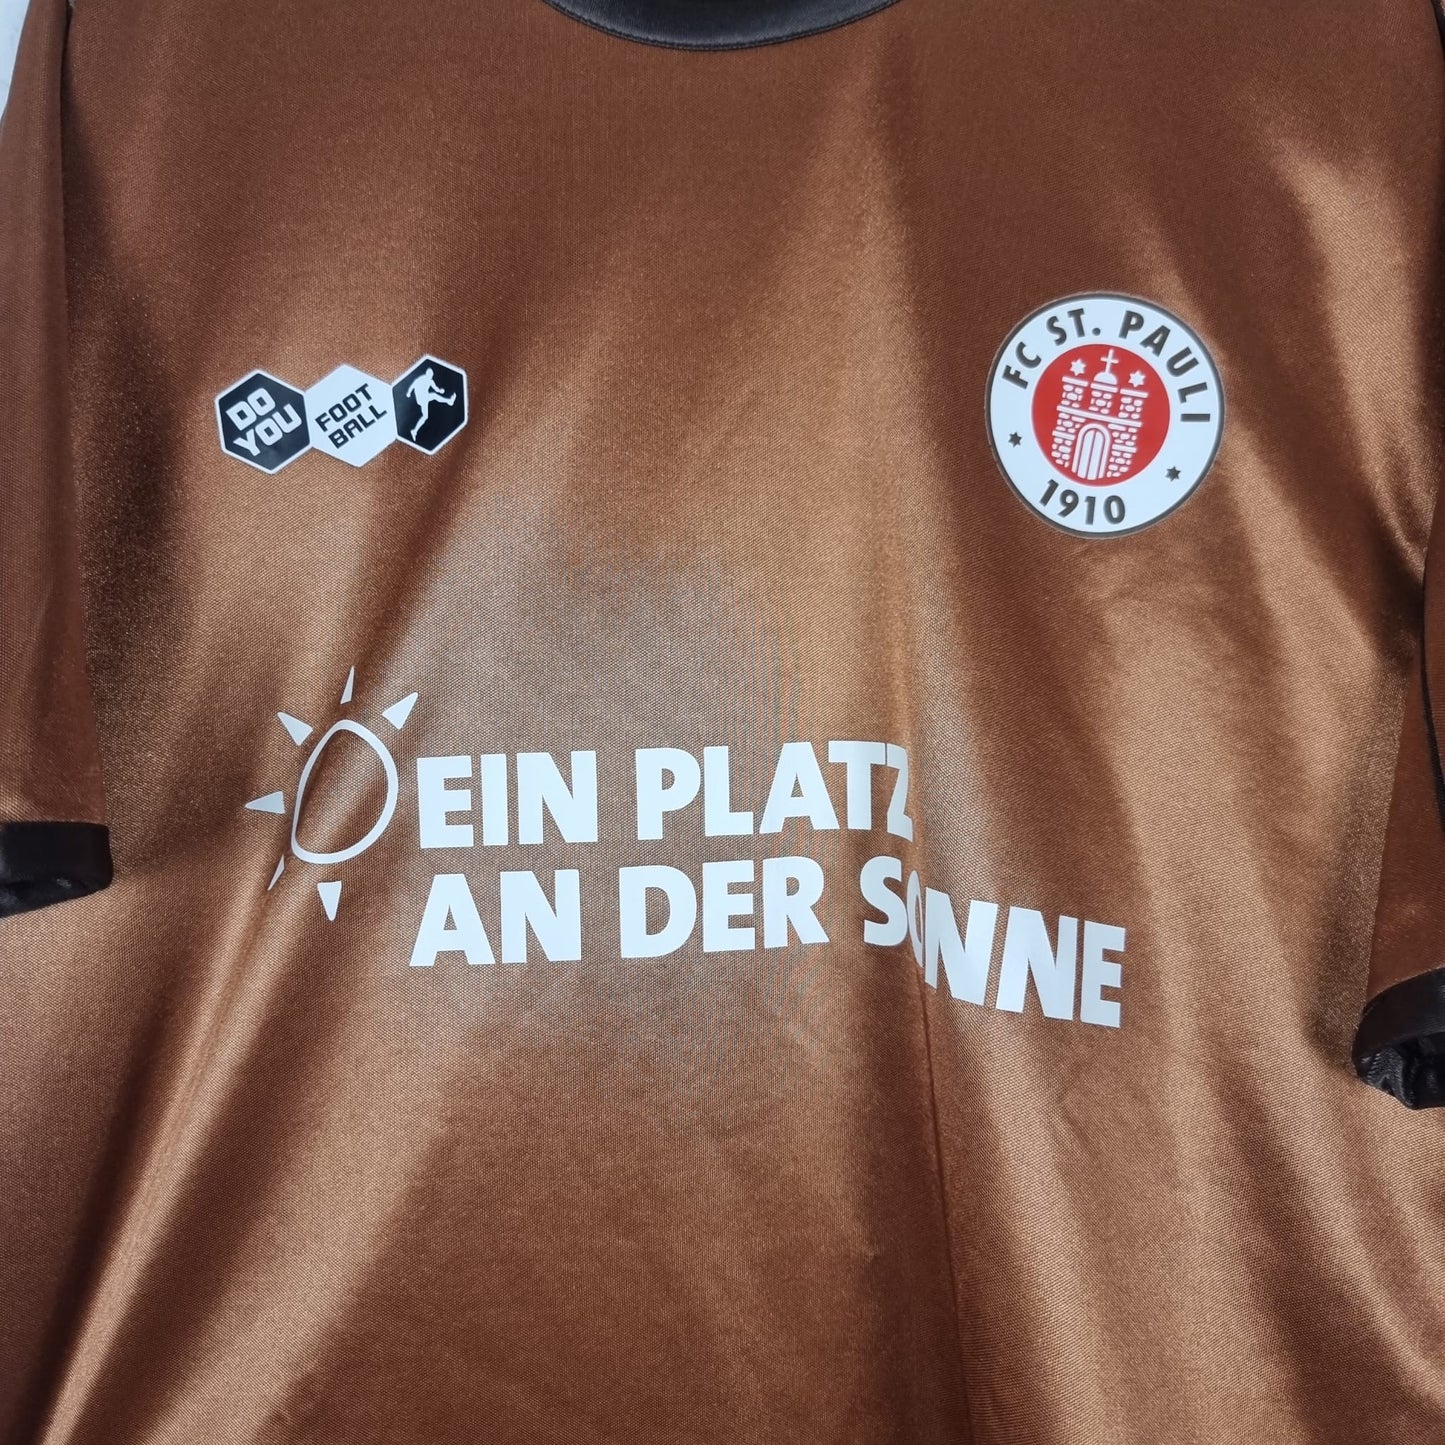 DO
YOU
FOOT
BALL
FC ST. PAULI
1910
EIN PLATZ
AN DER SONNE